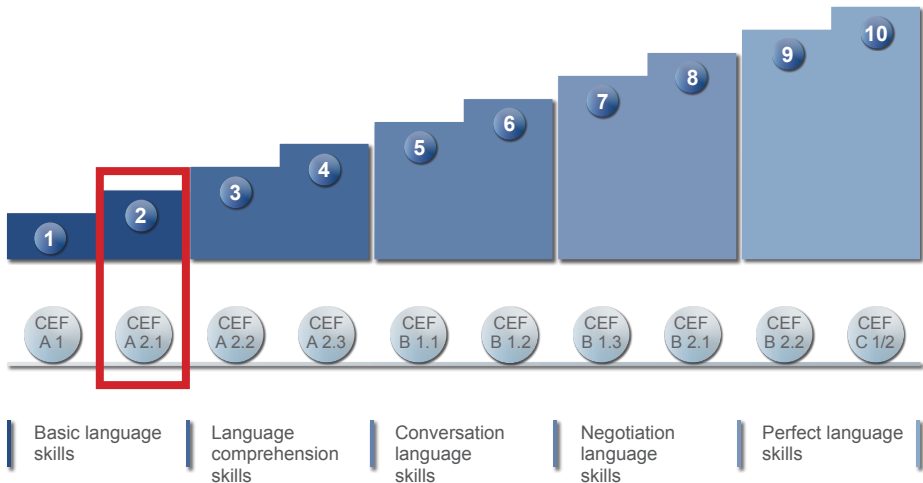 1
2
3
4
5
6
7
8
9
10
CEF
A 1
CEF
A 2.1
CEF
A 2.2
CEF
A 2.3
CEF
B 1.1
CEF
B 1.2
CEF
B 1.3
CEF
B 2.1
CEF
B 2.2
CEF
C 1/2
Basic language
skills
Language
comprehension
skills
Conversation
language
skills
Negotiation
language
skills
Perfect language
skills